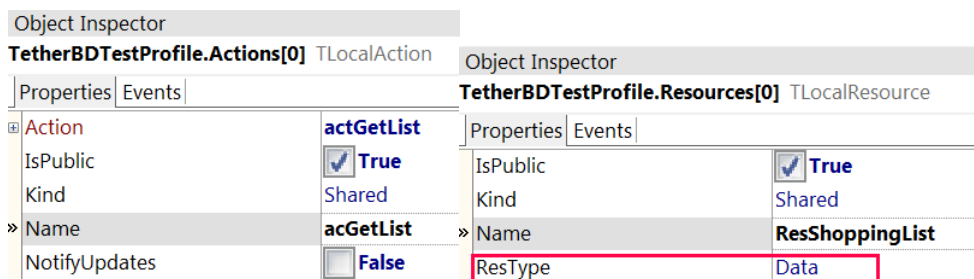 Object Inspector
TetherBDTestProfile.Actions[0] TLocalAction
Properties Events
Action actGetList
IsPublic True
Kind Shared
» Name acGetList
NotifyUpdates False
Object Inspector
TetherBDTestProfile.Resources[0] TLocalResource
Properties Events
IsPublic True
Kind Shared
» Name ResShoppingList
ResType Data